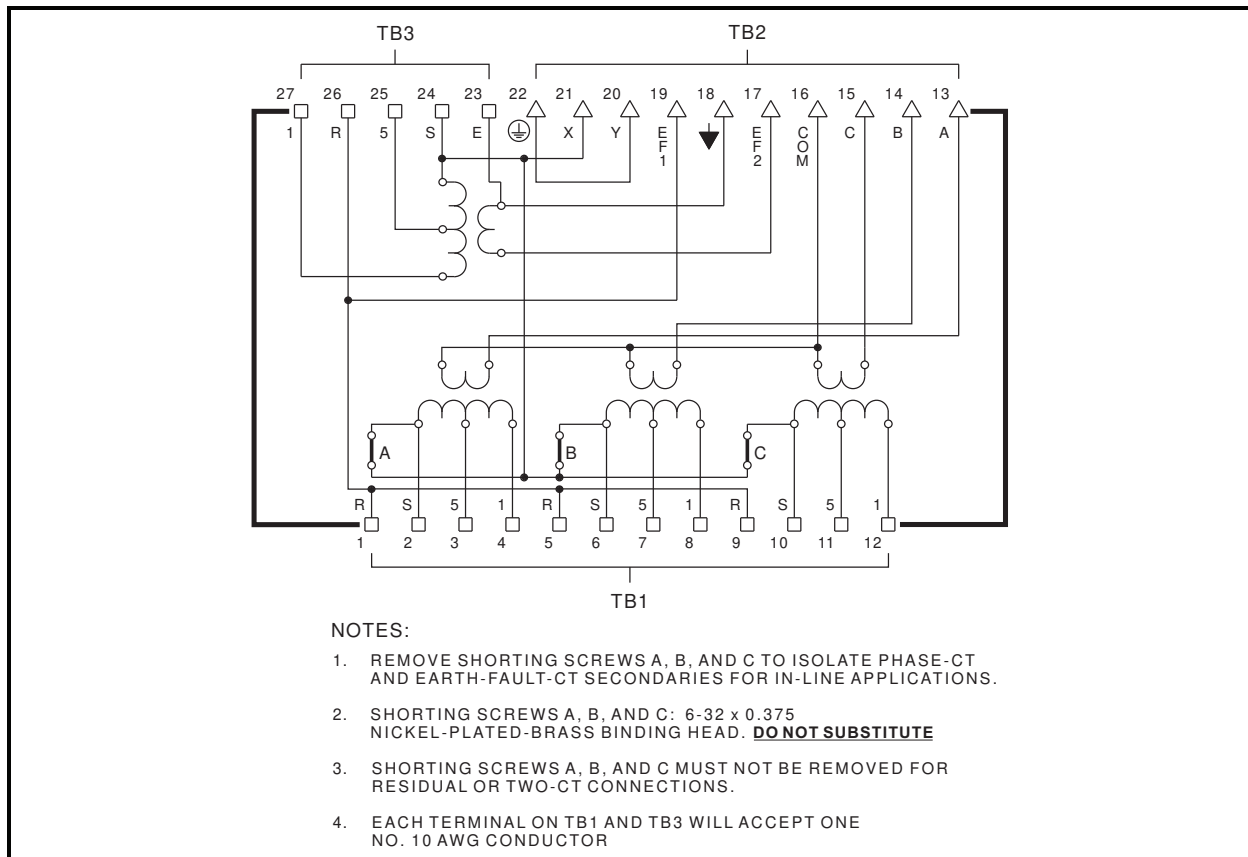 TB3 TB2
27 26 25 24 23 22 21 20 19 18 17 16 15 14 13
1 R 5 S E X Y EF1 EF2 COM C B A
A B C
R S 5 1 R S 5 1 R S 5 1
1 2 3 4 5 6 7 8 9 10 11 12
TB1
NOTES:
1. REMOVE SHORTING SCREWS A, B, AND C TO ISOLATE PHASE-CT
AND EARTH-FAULT-CT SECONDARIES FOR IN-LINE APPLICATIONS.
2. SHORTING SCREWS A, B, AND C: 6-32 x 0.375
NICKEL-PLATED-BRASS BINDING HEAD. DO NOT SUBSTITUTE
3. SHORTING SCREWS A, B, AND C MUST NOT BE REMOVED FOR
RESIDUAL OR TWO-CT CONNECTIONS.
4. EACH TERMINAL ON TB1 AND TB3 WILL ACCEPT ONE
NO. 10 AWG CONDUCTOR